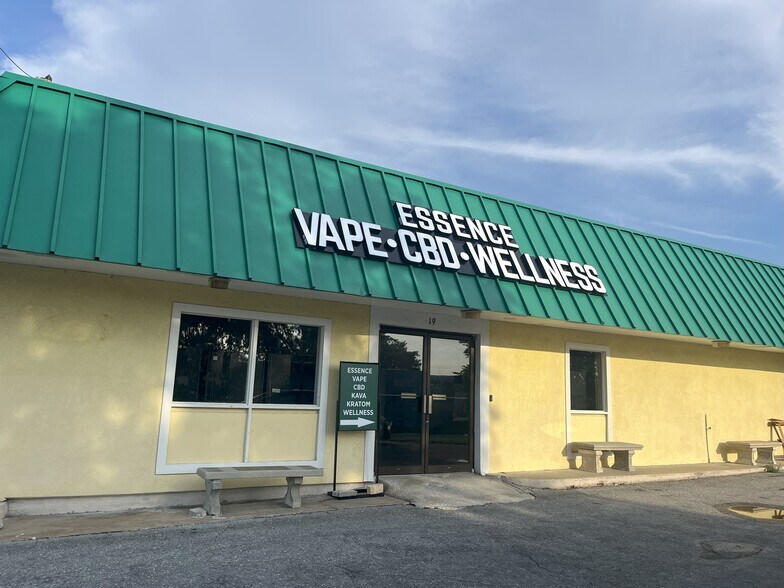 ESSENCE
VAPE•CBD•WELLNESS
19
ESSENCE
VAPE
CBD
KAVA
KRATOM
WELLNESS